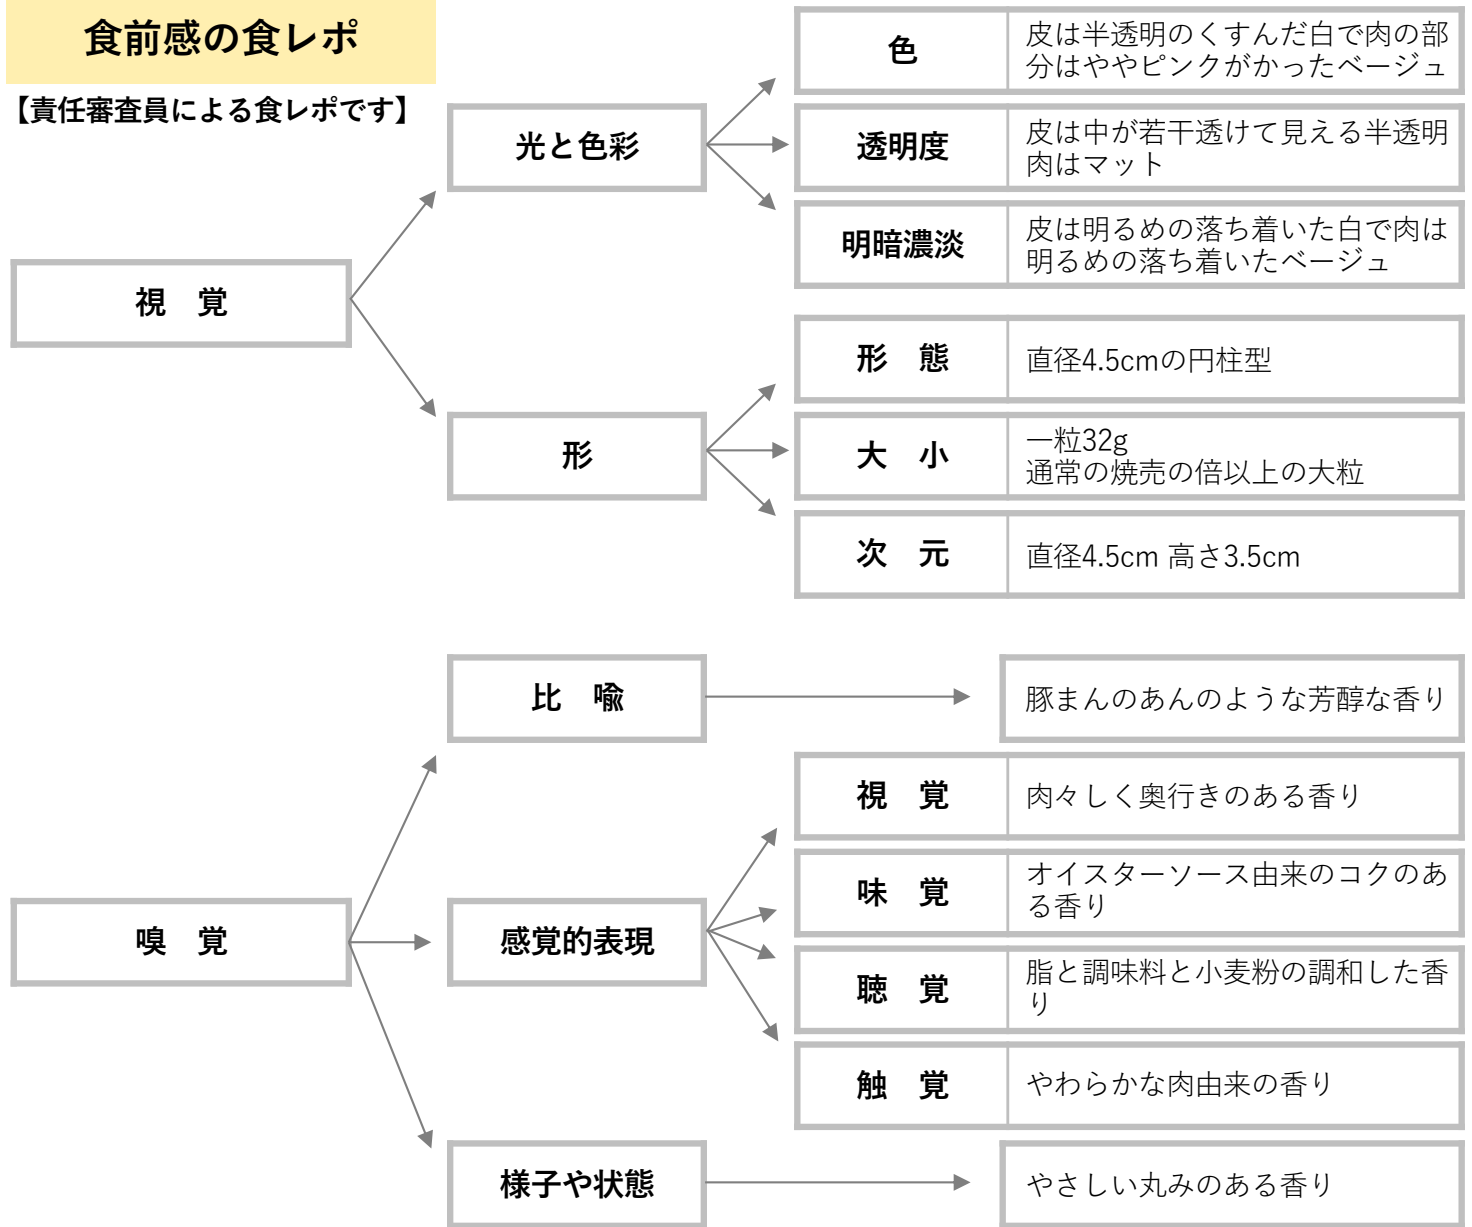 食前感の食レポ
【責任審査員による食レポです】
視　覚
光と色彩
色
皮は半透明のくすんだ白で肉の部
分はややピンクがかったベージュ
透明度
皮は中が若干透けて見える半透明
肉はマット
明暗濃淡
皮は明るめの落ち着いた白で肉は
明るめの落ち着いたベージュ
形
形　態
直径4.5cmの円柱型
大　小
一粒32g
通常の焼売の倍以上の大粒
次　元
直径4.5cm 高さ3.5cm
嗅　覚
比　喩
豚まんのあんのような芳醇な香り
感覚的表現
視　覚
肉々しく奥行きのある香り
味　覚
オイスターソース由来のコクのあ
る香り
聴　覚
脂と調味料と小麦粉の調和した香
り
触　覚
やわらかな肉由来の香り
様子や状態
やさしい丸みのある香り